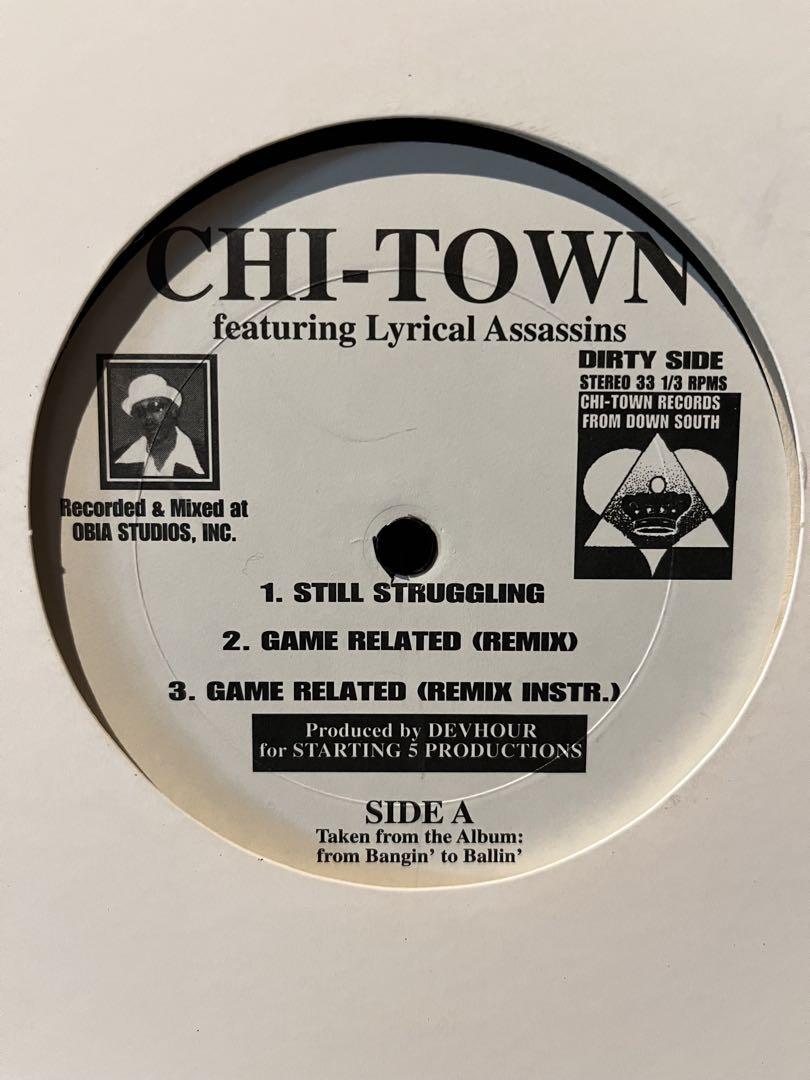 CHI-TOWN
featuring Lyrical Assassins
DIRTY SIDE
STEREO 33 1/3 RPMS
CHI-TOWN RECORDS
FROM DOWN SOUTH
Recorded & Mixed at
OBIA STUDIOS, INC.
1. STILL STRUGGLING
2. GAME RELATED (REMIX)
3. GAME RELATED (REMIX INSTR.)
Produced by DEVHOUR
for STARTING 5 PRODUCTIONS
SIDE A
Taken from the Album:
from Bangin' to Ballin'